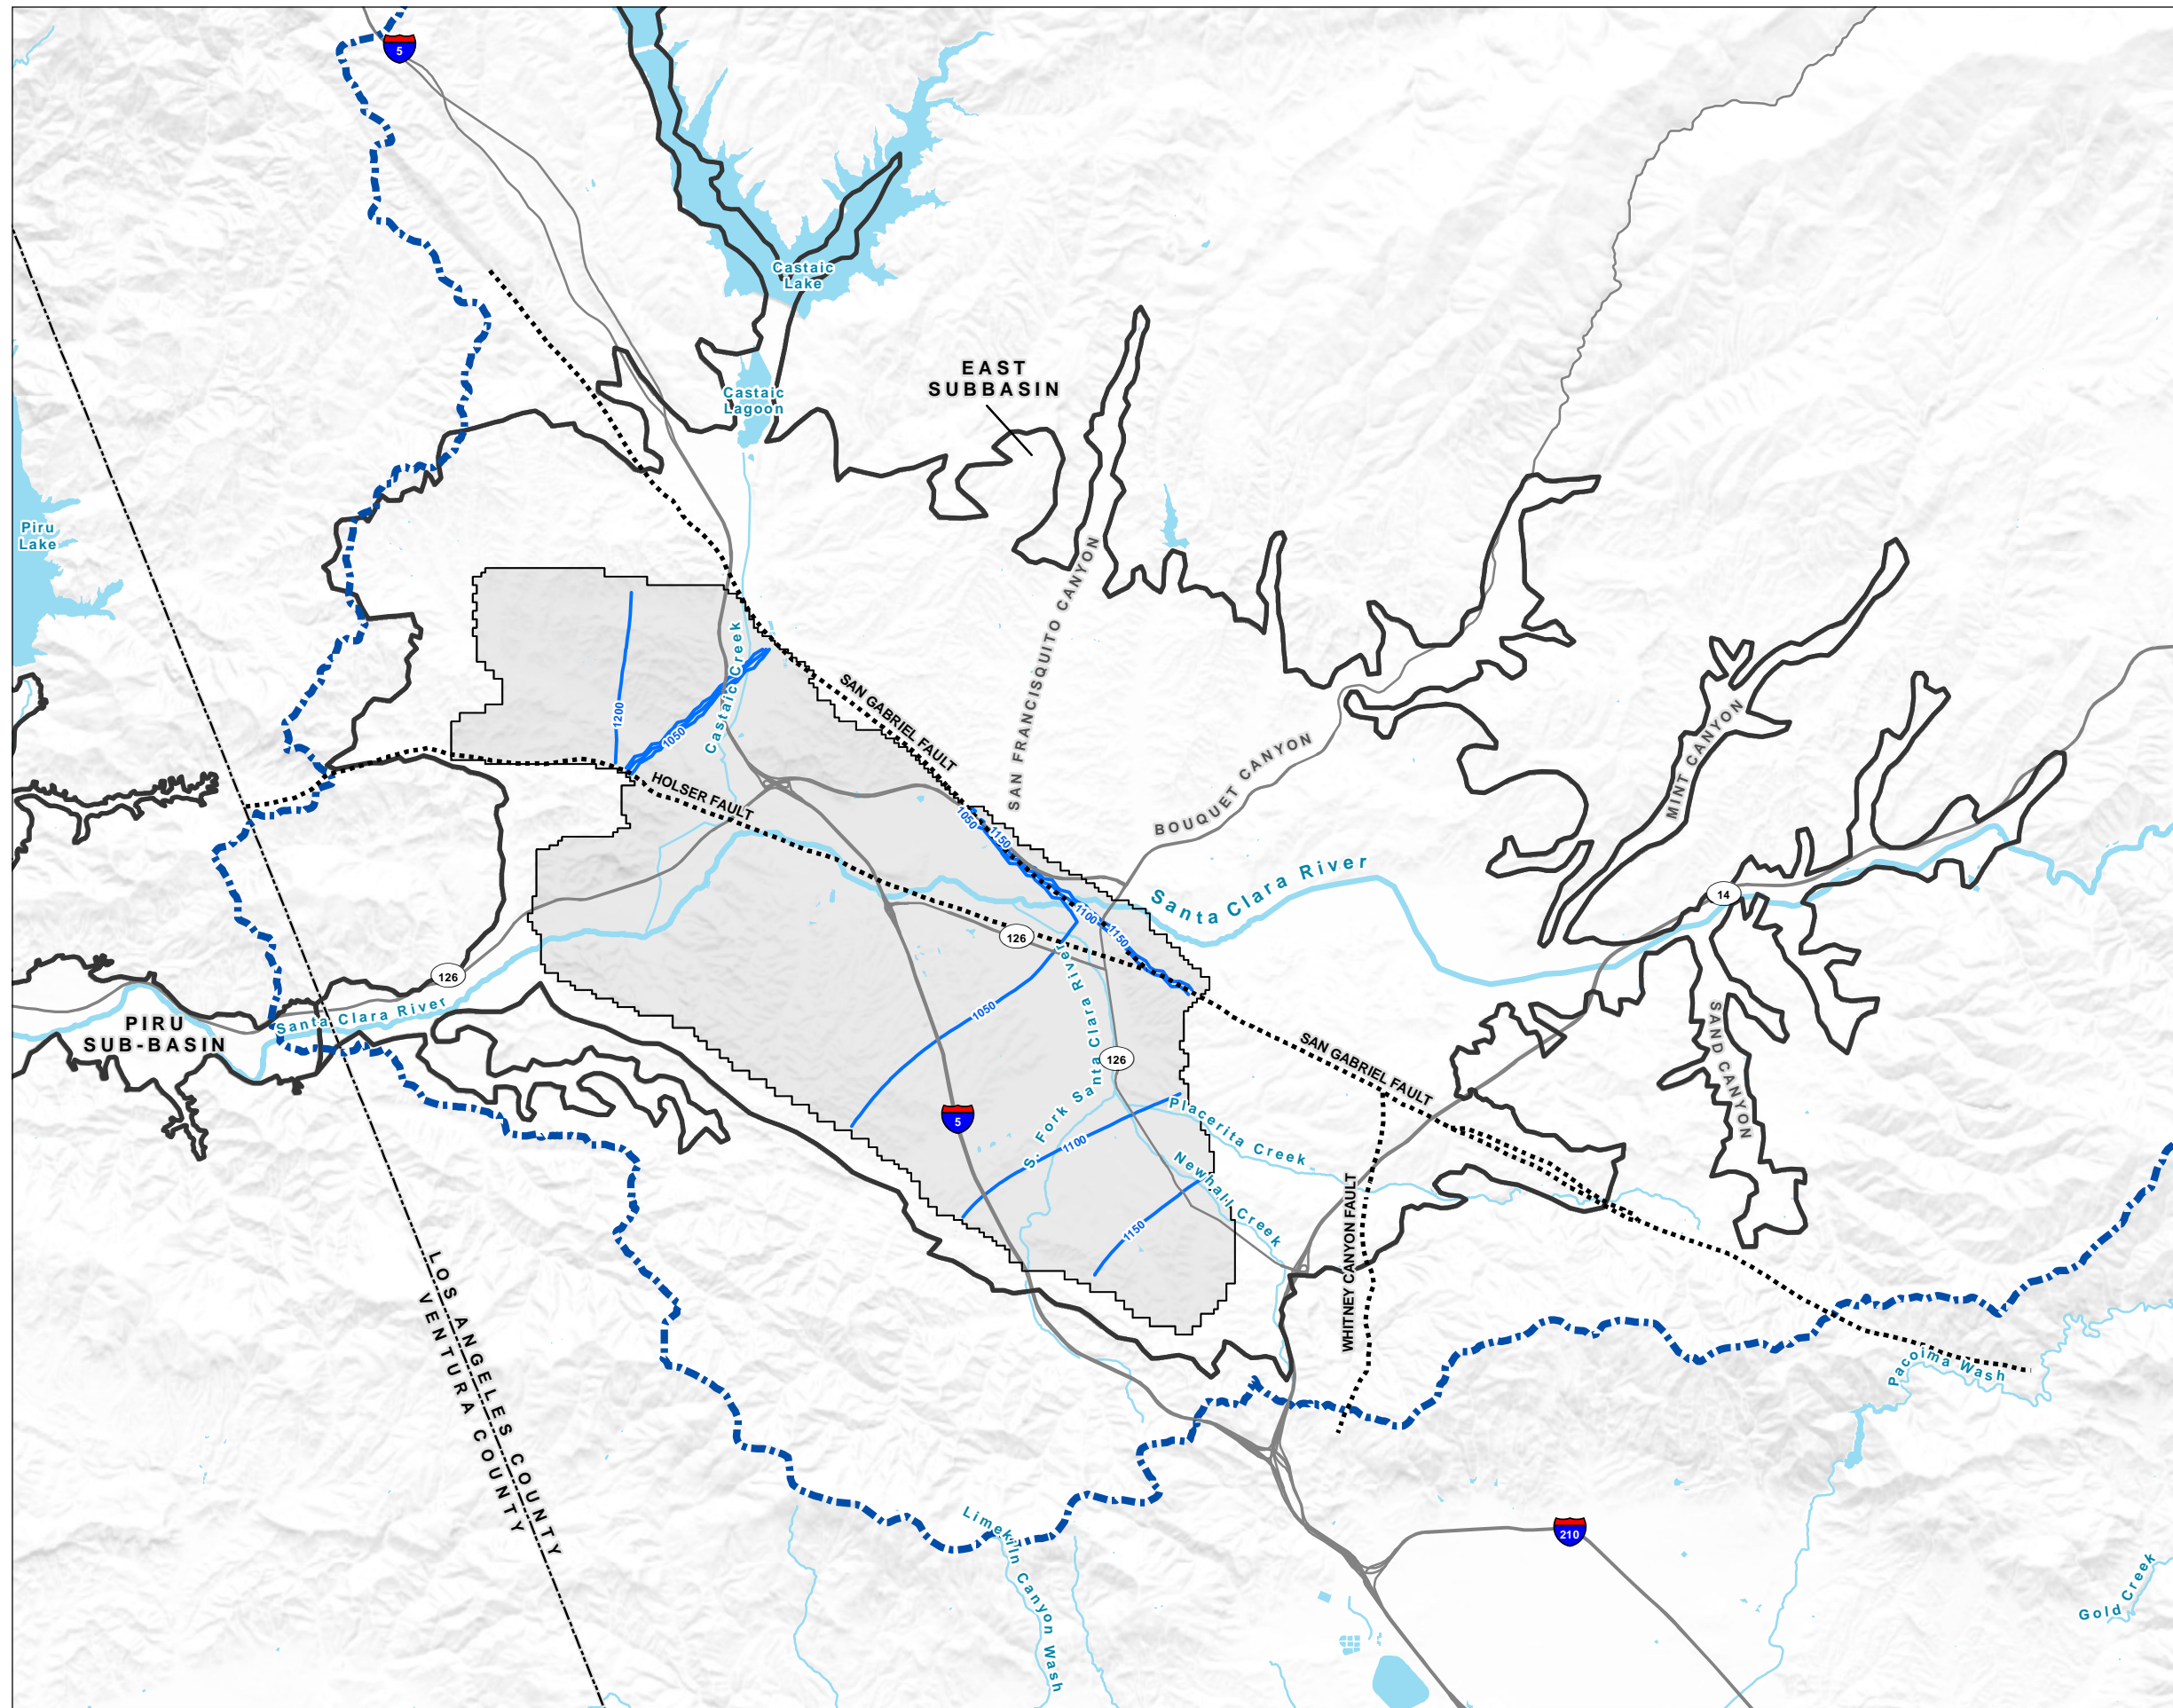 5
Castaic
Lake
EAST
SUBBASIN
Castaic
Lagoon
Piru
Lake
SAN FRANCISQUITO CANYON
Castaic Creek
1200
1050
SAN GABRIEL FAULT
HOLSER FAULT
BOUQUET CANYON
MINT CANYON
1050
1150
Santa Clara River
14
1100
1150
126
126
S. Fork Santa Clara River
1050
Santa Clara River
PIRU
SUB-BASIN
126
SAN GABRIEL FAULT
SAND CANYON
5
Placerita Creek
1100
Newhall Creek
1150
WHITNEY CANYON FAULT
LOS ANGELES COUNTY
VENTURA COUNTY
Pacoima Wash
Limekiln Canyon Wash
210
Gold Creek